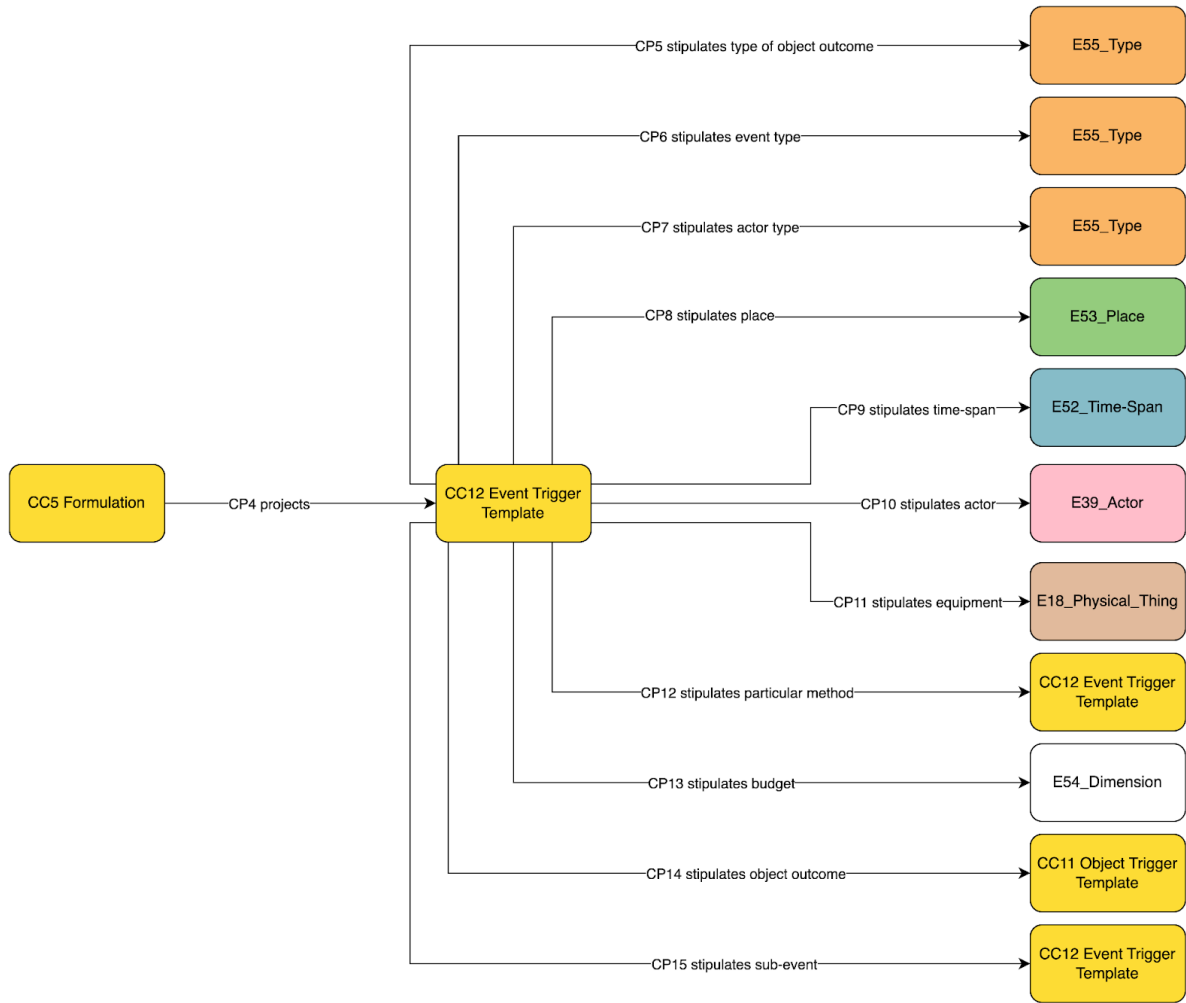 CP5 stipulates type of object outcome
E55_Type
CP6 stipulates event type
E55_Type
CP7 stipulates actor type
E55_Type
CP8 stipulates place
E53_Place
CP9 stipulates time-span
E52_Time-Span
CC5 Formulation
CP4 projects
CC12 Event Trigger
Template
CP10 stipulates actor
E39_Actor
CP11 stipulates equipment
E18_Physical_Thing
CP12 stipulates particular method
CC12 Event Trigger
Template
CP13 stipulates budget
E54_Dimension
CP14 stipulates object outcome
CC11 Object Trigger
Template
CP15 stipulates sub-event
CC12 Event Trigger
Template